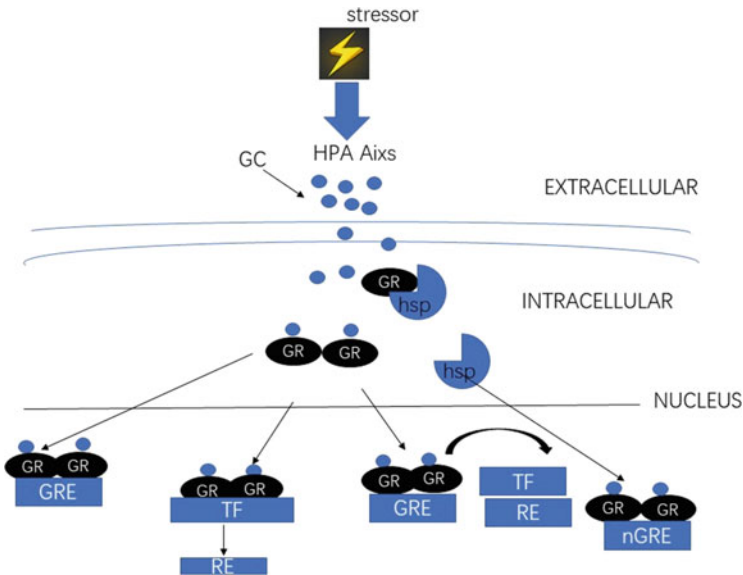 stressor
HPA Aixs
GC
EXTRACELLULAR
GR
hsp
INTRACELLULAR
GR GR
hsp
NUCLEUS
GR GR
GRE
GR GR
TF
RE
GR GR
GRE
TF
RE
GR GR
nGRE